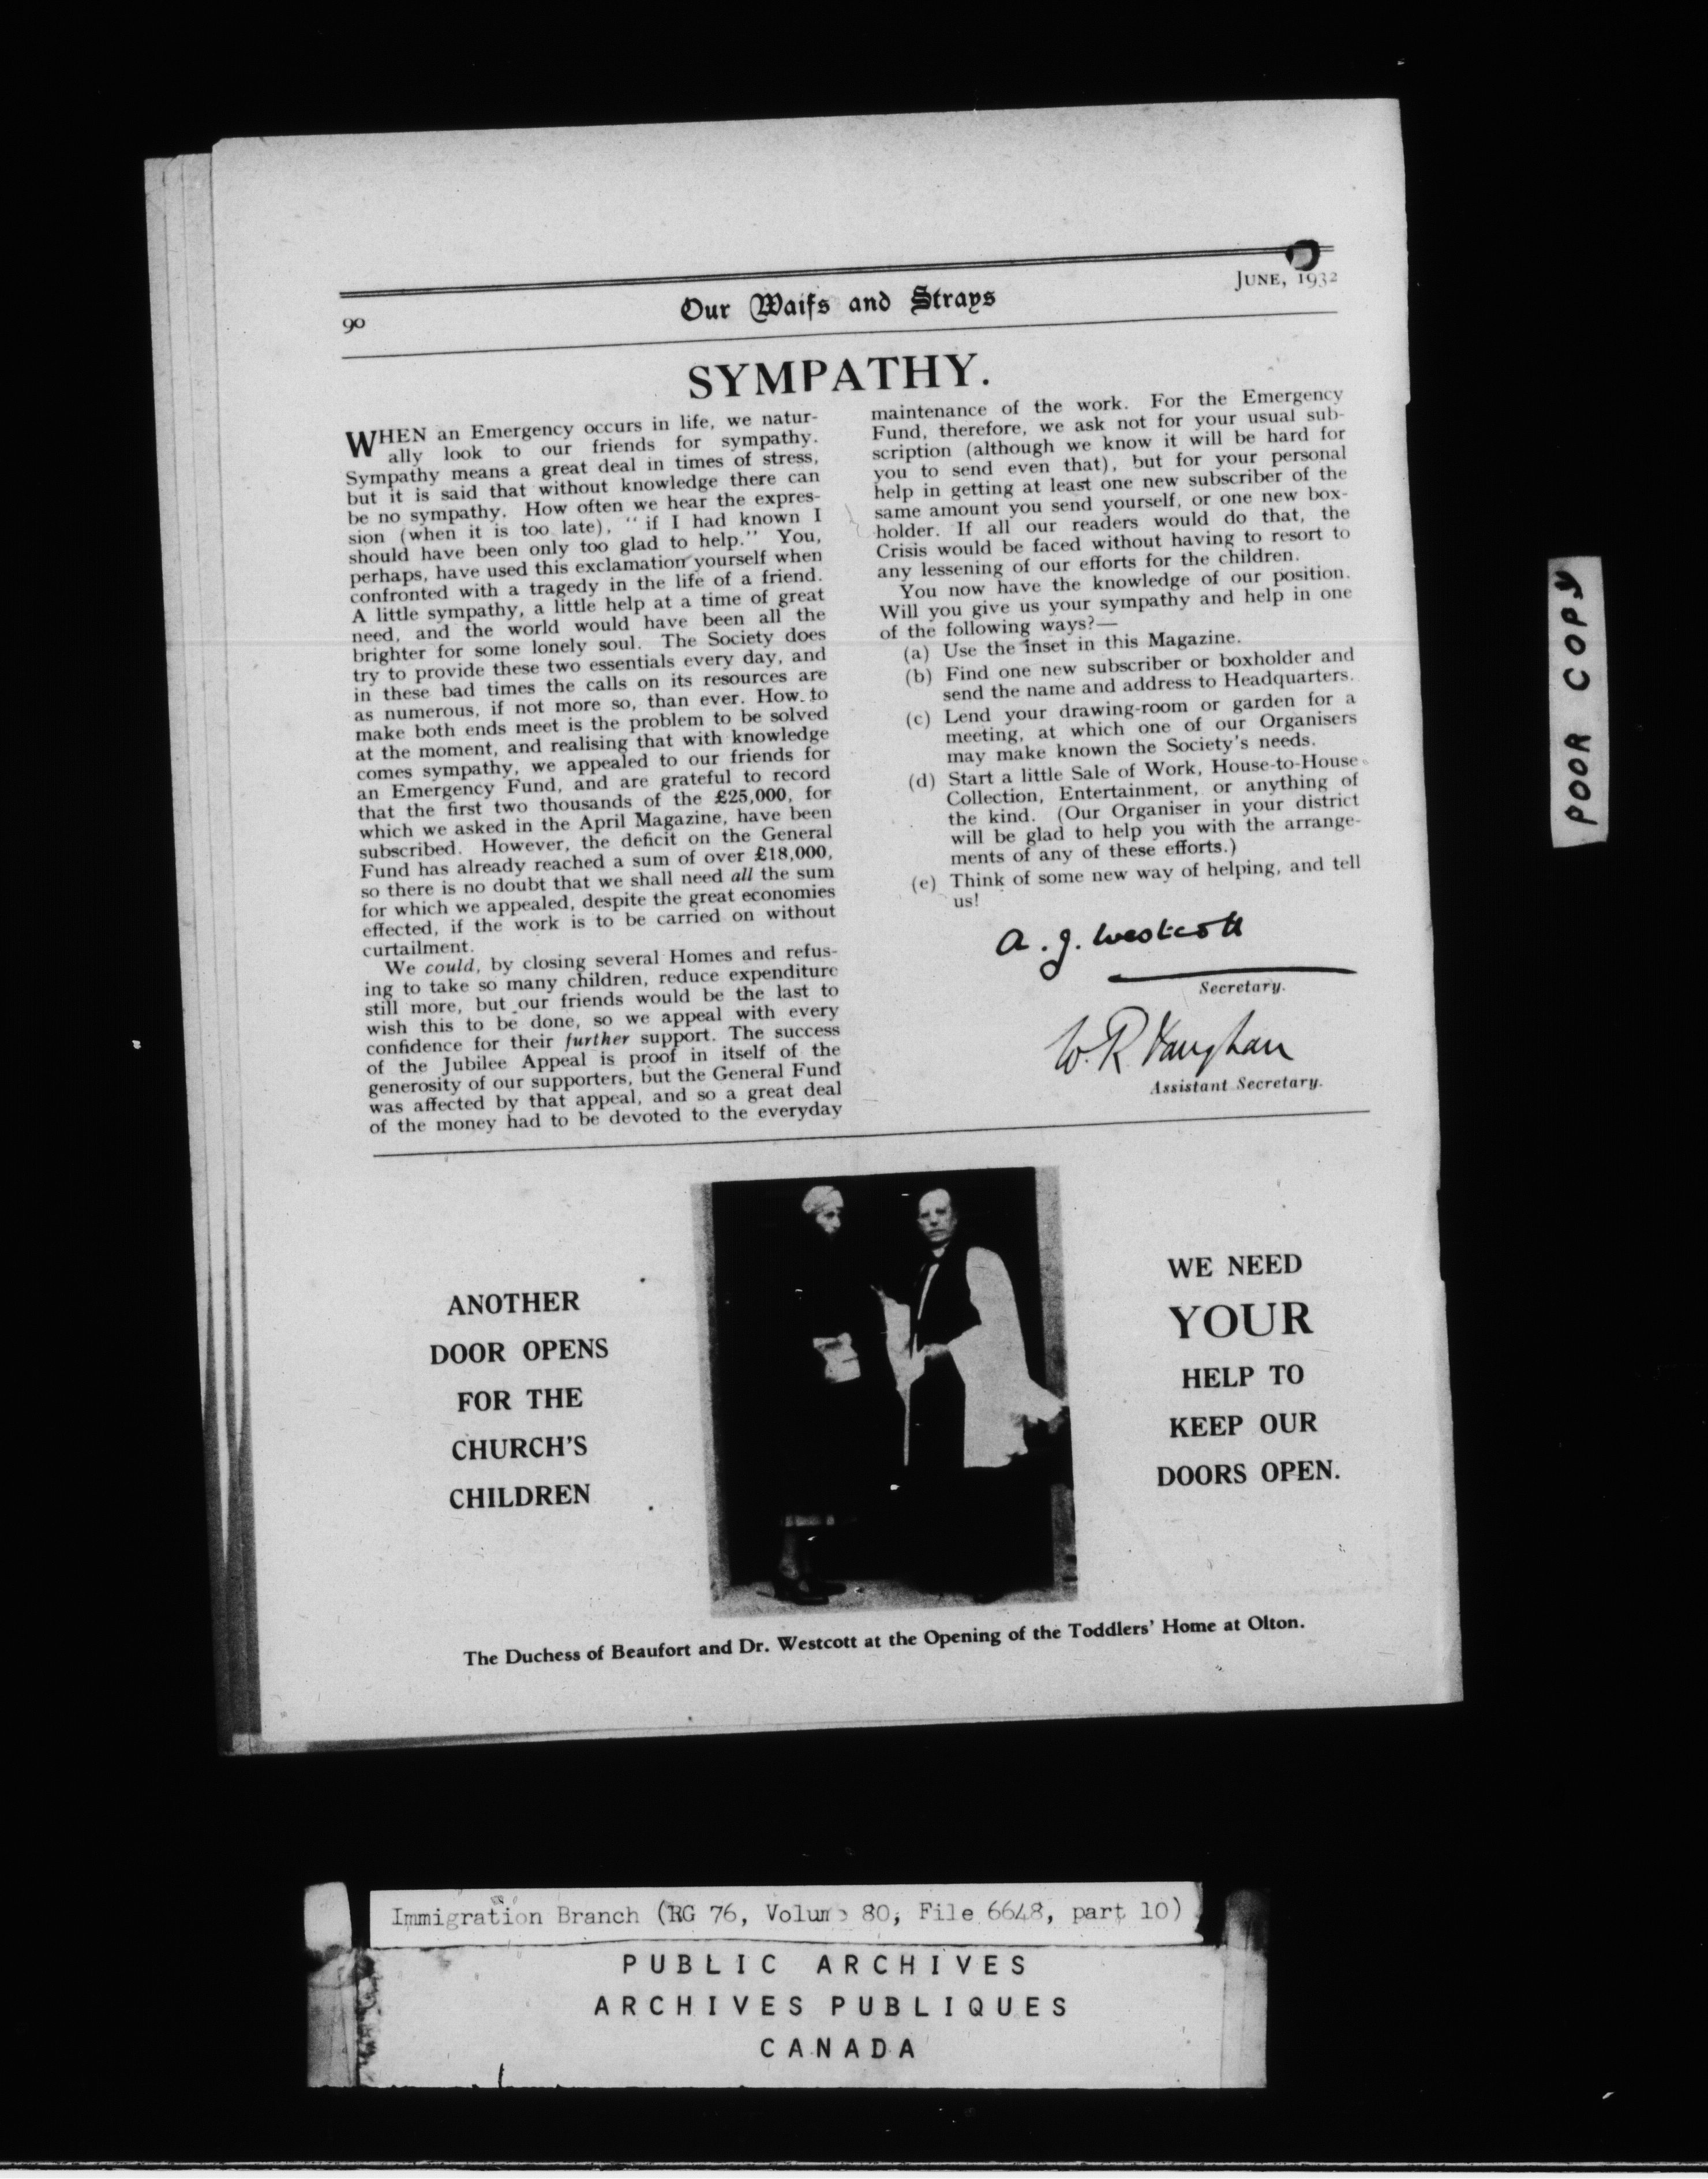 90
Our Waifs and Strays
JUNE, 1932
SYMPATHY.
WHEN an Emergency occurs in life, we natur-
ally look to our friends for sympathy.
Sympathy means a great deal in times of stress,
but it is said that without knowledge there can
be no sympathy. How often we hear the expres-
sion (when it is too late), “if I had known I
should have been only too glad to help.” You,
perhaps, have used this exclamation yourself when
confronted with a tragedy in the life of a friend.
A little sympathy, a little help at a time of great
need, and the world would have been all the
brighter for some lonely soul. The Society does
try to provide these two essentials every day, and
in these bad times the calls on its resources are
as numerous, if not more so, than ever. How to
make both ends meet is the problem to be solved
at the moment, and realising that with knowledge
comes sympathy, we appealed to our friends for
an Emergency Fund, and are grateful to record
that the first two thousands of the £25,000, for
which we asked in the April Magazine, have been
subscribed. However, the deficit on the General
Fund has already reached a sum of over £18,000,
so there is no doubt that we shall need all the sum
for which we appealed, despite the great economies
effected, if the work is to be carried on without
curtailment.
We could, by closing several Homes and refus-
ing to take so many children, reduce expenditure
still more, but our friends would be the last to
wish this to be done, so we appeal with every
confidence for their further support. The success
of the Jubilee Appeal is proof in itself of the
generosity of our supporters, but the General Fund
was affected by that appeal, and so a great deal
of the money had to be devoted to the everyday
maintenance of the work. For the Emergency
Fund, therefore, we ask not for your usual sub-
scription (although we know it will be hard for
you to send even that), but for your personal
help in getting at least one new subscriber of the
same amount you send yourself, or one new box-
holder. If all our readers would do that, the
Crisis would be faced without having to resort to
any lessening of our efforts for the children.
You now have the knowledge of our position.
Will you give us your sympathy and help in one
of the following ways?—
(a) Use the inset in this Magazine.
(b) Find one new subscriber or boxholder and
send the name and address to Headquarters.
(c) Lend your drawing-room or garden for a
meeting, at which one of our Organisers
may make known the Society's needs.
(d) Start a little Sale of Work, House-to-House
Collection, Entertainment, or anything of
the kind. (Our Organiser in your district
will be glad to help you with the arrange-
ments of any of these efforts.)
(e) Think of some new way of helping, and tell
us!
A. J. Westcott
Secretary.
W. R. Vaughan
Assistant Secretary.
ANOTHER
DOOR OPENS
FOR THE
CHURCH'S
CHILDREN
WE NEED
YOUR
HELP TO
KEEP OUR
DOORS OPEN.
The Duchess of Beaufort and Dr. Westcott at the Opening of the Toddlers' Home at Olton.
POOR COPY
Immigration Branch (RG 76, Volume 80, File 6648, part 10)
PUBLIC ARCHIVES
ARCHIVES PUBLIQUES
CANADA